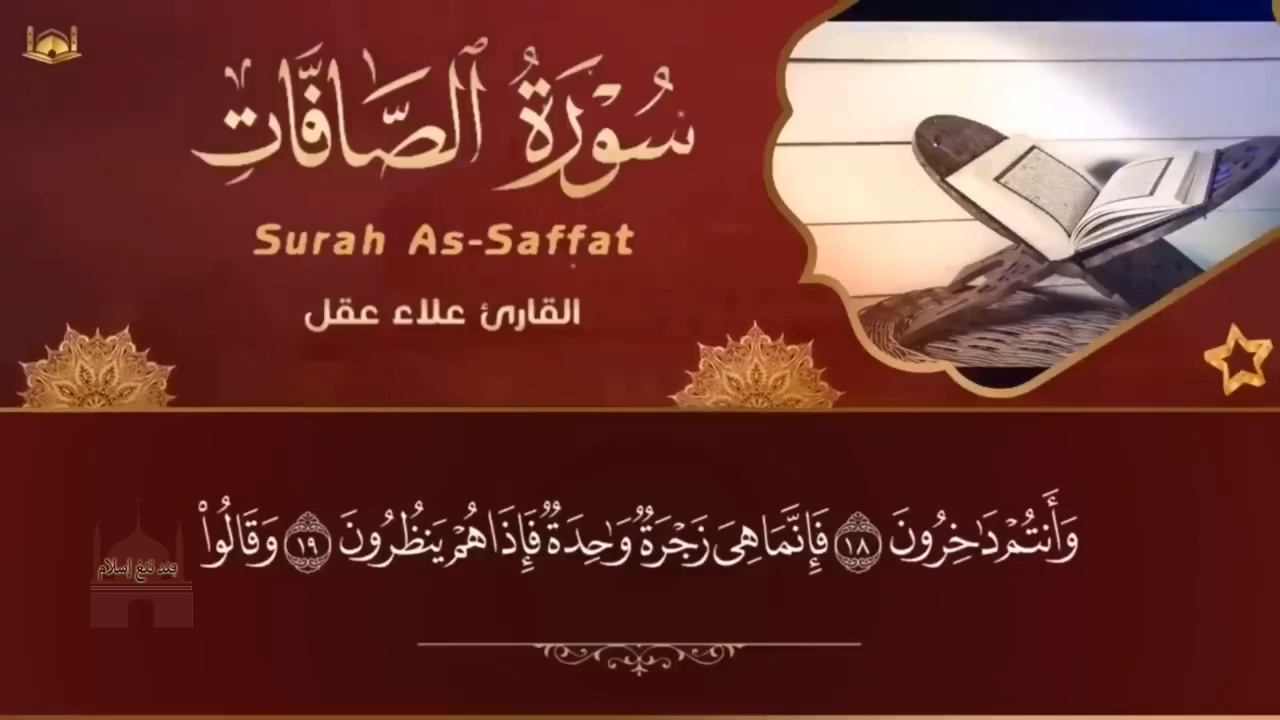 سُورَةُ ٱلصَّافَّاتِ
Surah As-Saffat
القارئ علاء عقل
وَأَنتُمْ دَٰخِرُونَ ١٨ فَإِنَّمَا هِىَ زَجْرَةٌ وَٰحِدَةٌ فَإِذَا هُمْ يَنظُرُونَ ١٩ وَقَالُوا۟